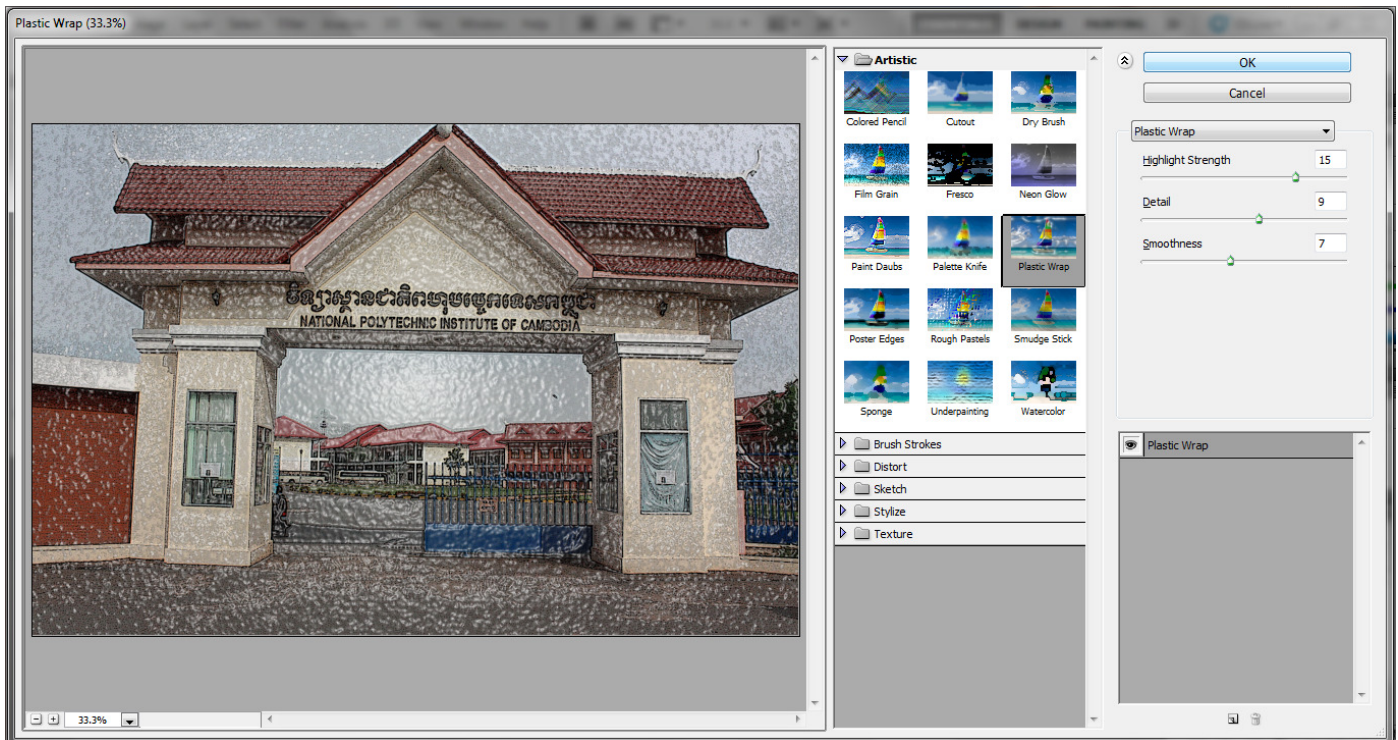 Plastic Wrap (33.3%)
NATIONAL POLYTECHNIC INSTITUTE OF CAMBODIA
33.3%
Artistic
Colored Pencil
Cutout
Dry Brush
Film Grain
Fresco
Neon Glow
Paint Daubs
Palette Knife
Plastic Wrap
Poster Edges
Rough Pastels
Smudge Stick
Sponge
Underpainting
Watercolor
Brush Strokes
Distort
Sketch
Stylize
Texture
OK
Cancel
Plastic Wrap
Highlight Strength 15
Detail 9
Smoothness 7
Plastic Wrap